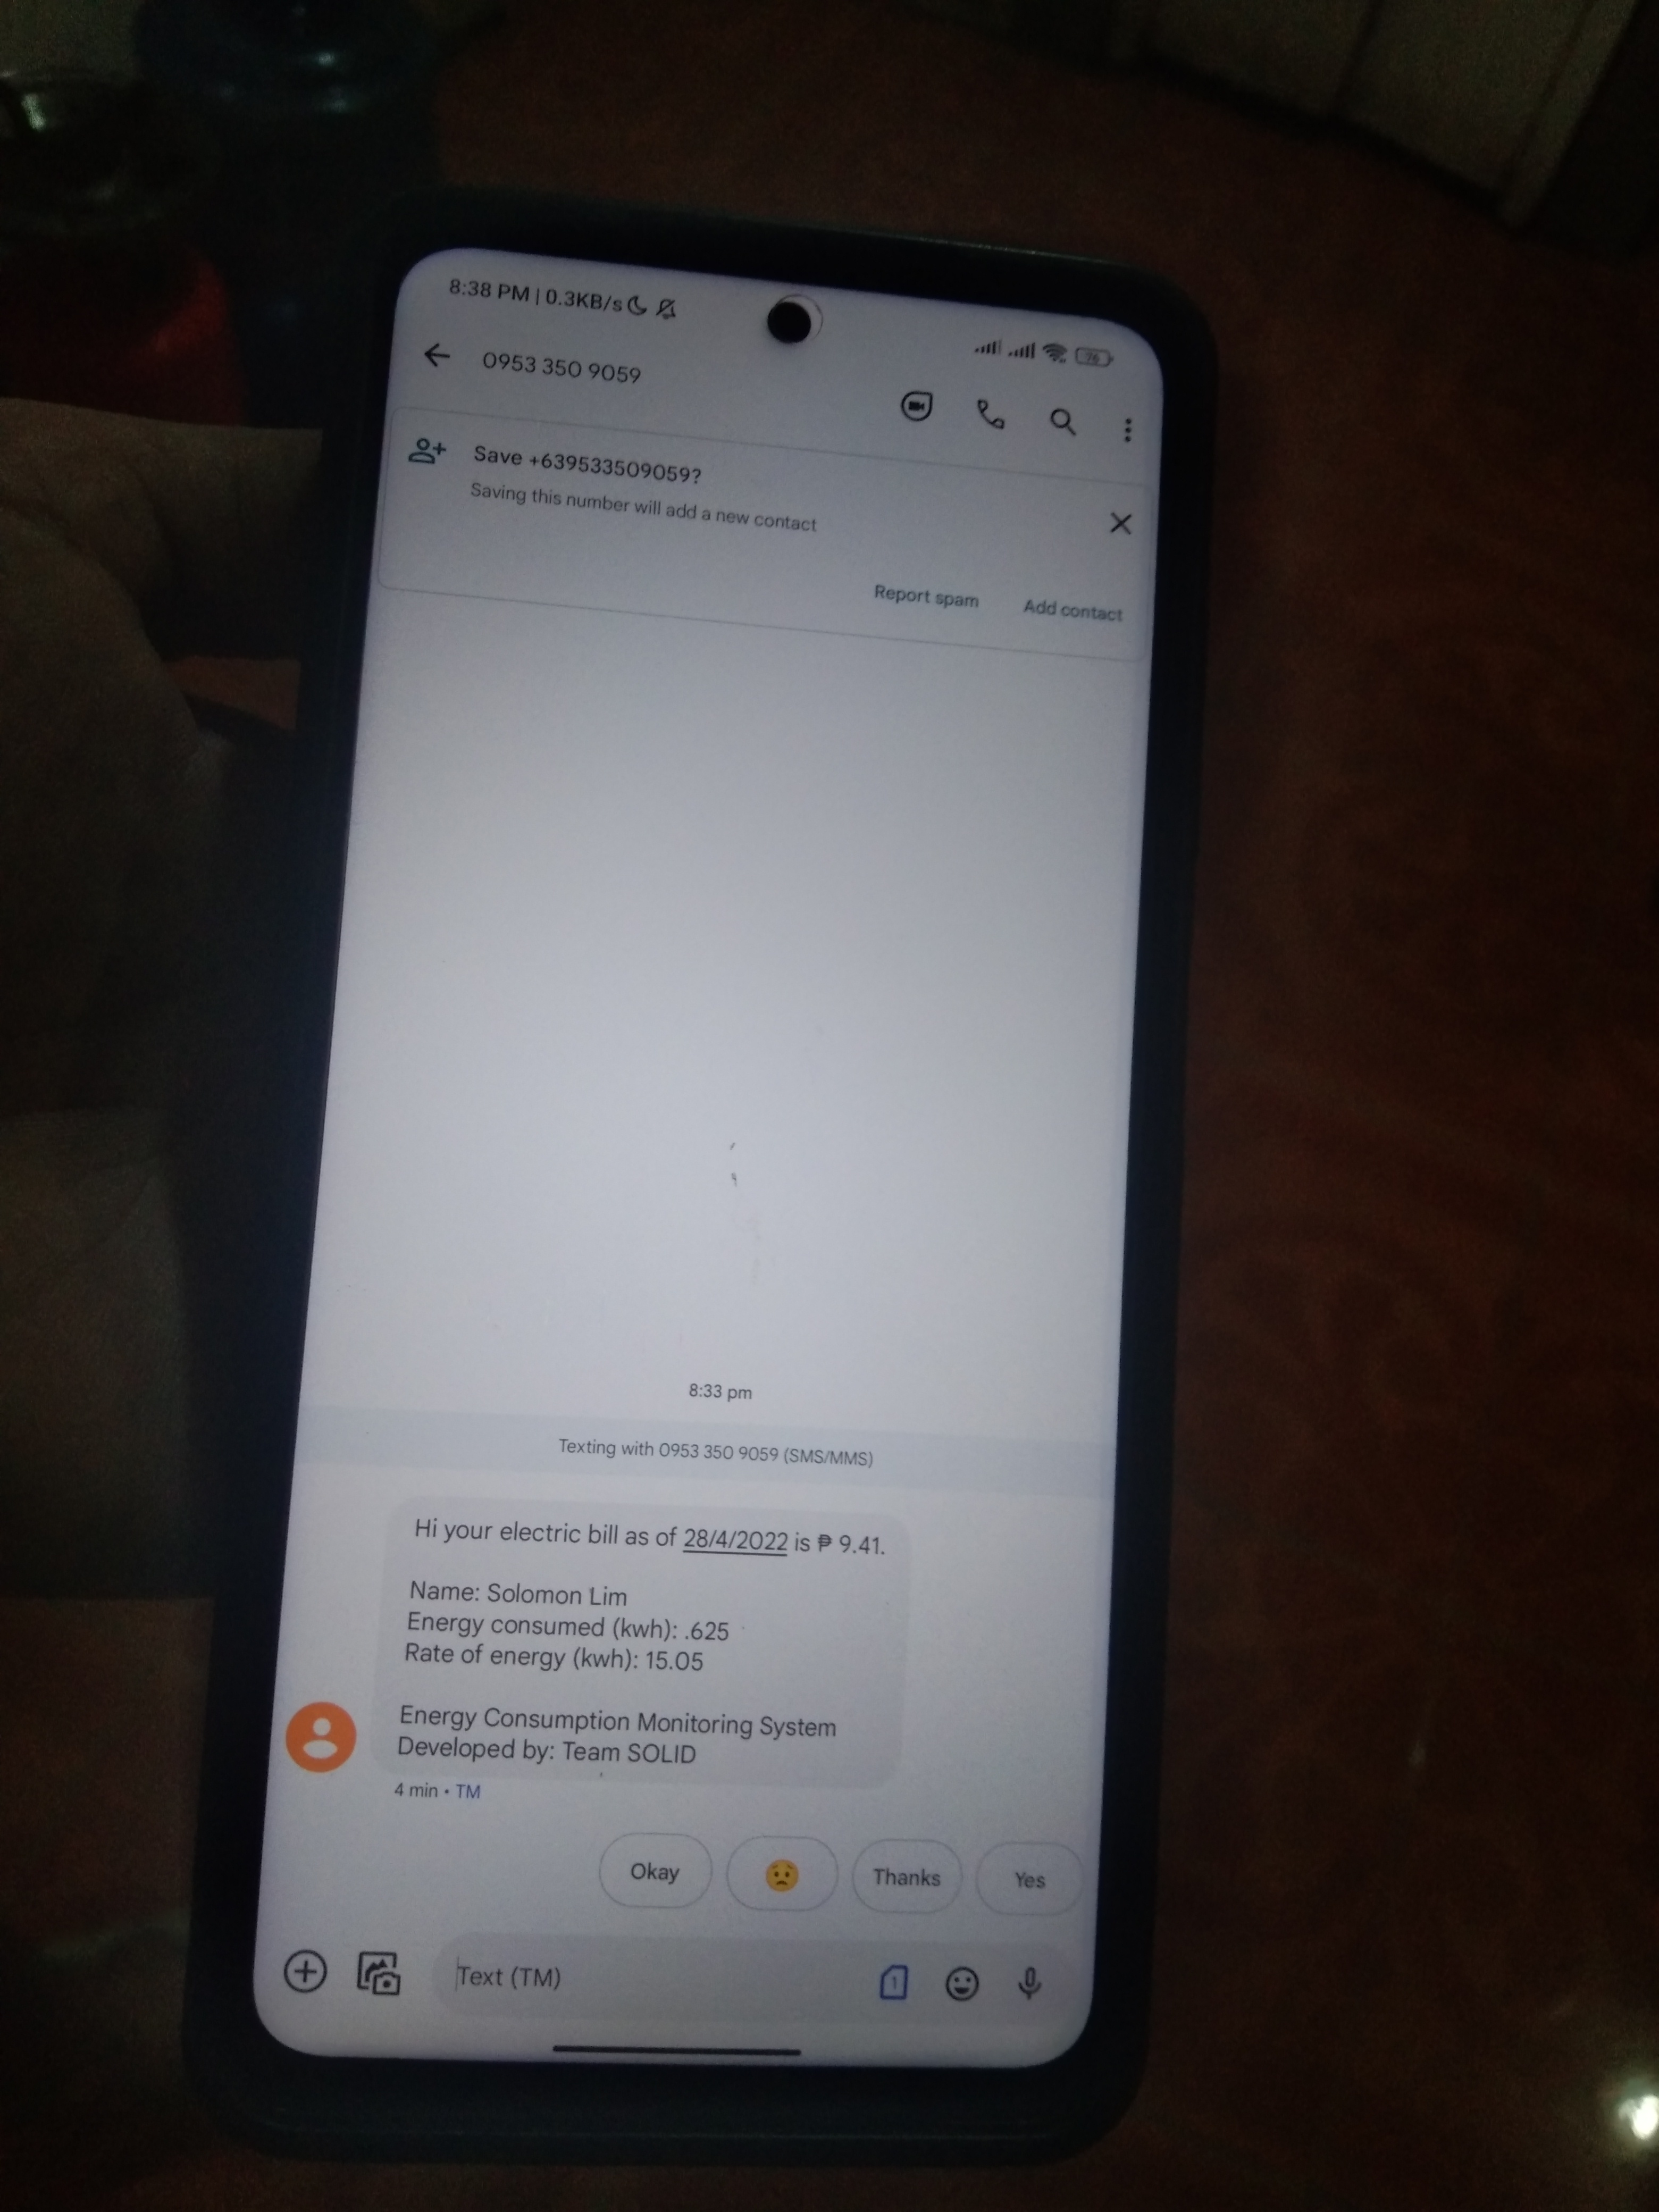 8:38 PM | 0.3KB/s
76
0953 350 9059
Save +639533509059?
Saving this number will add a new contact
Report spam
Add contact
8:33 pm
Texting with 0953 350 9059 (SMS/MMS)
Hi your electric bill as of 28/4/2022 is ₱ 9.41.
Name: Solomon Lim
Energy consumed (kwh): .625
Rate of energy (kwh): 15.05
Energy Consumption Monitoring System
Developed by: Team SOLID
4 min • TM
Okay
😟
Thanks
Yes
Text (TM)
1